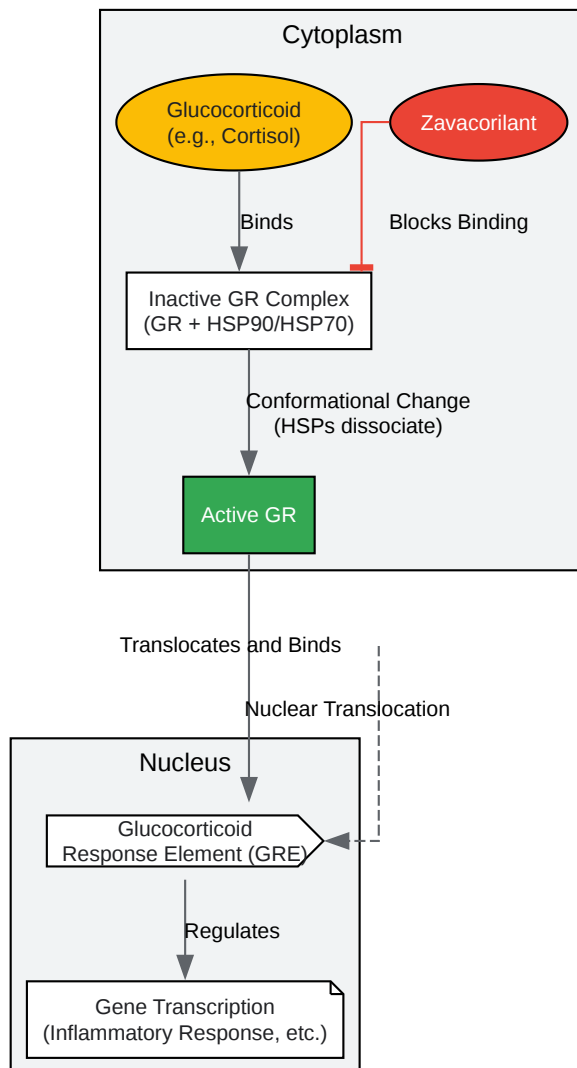 Cytoplasm
Glucocorticoid
(e.g., Cortisol)
Zavacorilant
Binds
Blocks Binding
Inactive GR Complex
(GR + HSP90/HSP70)
Conformational Change
(HSPs dissociate)
Active GR
Translocates and Binds
Nuclear Translocation
Nucleus
Glucocorticoid
Response Element (GRE)
Regulates
Gene Transcription
(Inflammatory Response, etc.)